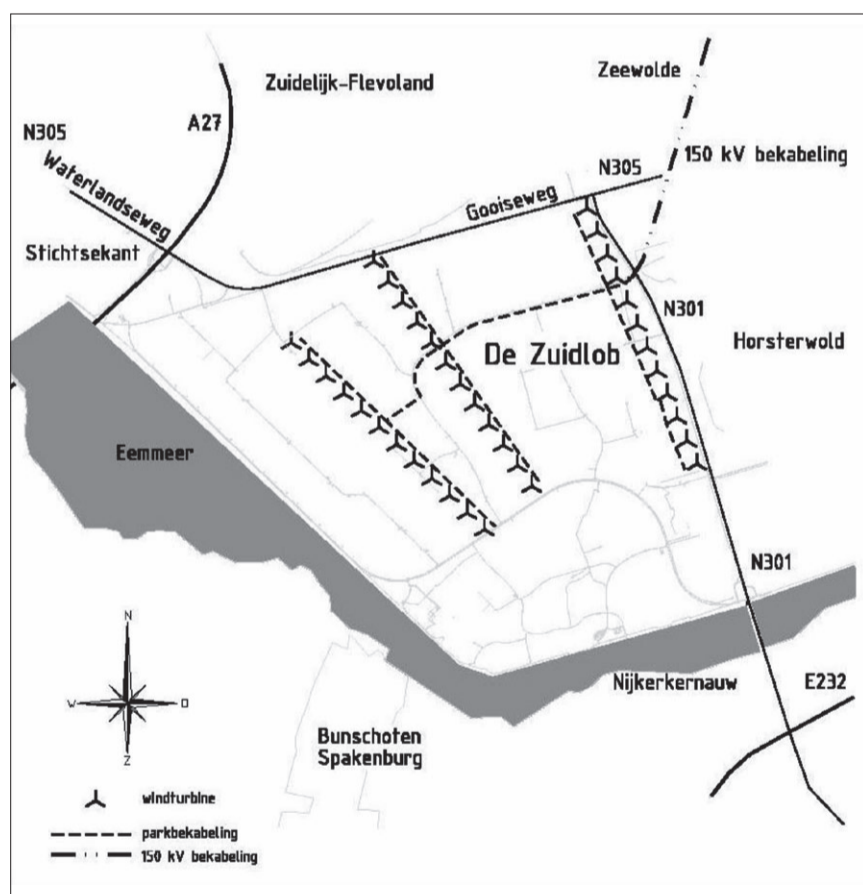 Zuidelijk-Flevoland
Zeewolde
A27
N305
Waterlandseweg
150 kV bekabeling
N305
Gooiseweg
Stichtsekant
N301
De Zuidlob
Horsterwold
Eemmeer
N301
Nijkerkernauw
E232
Bunschoten
Spakenburg
N
W
O
Z
windturbine
parkbekabeling
150 kV bekabeling